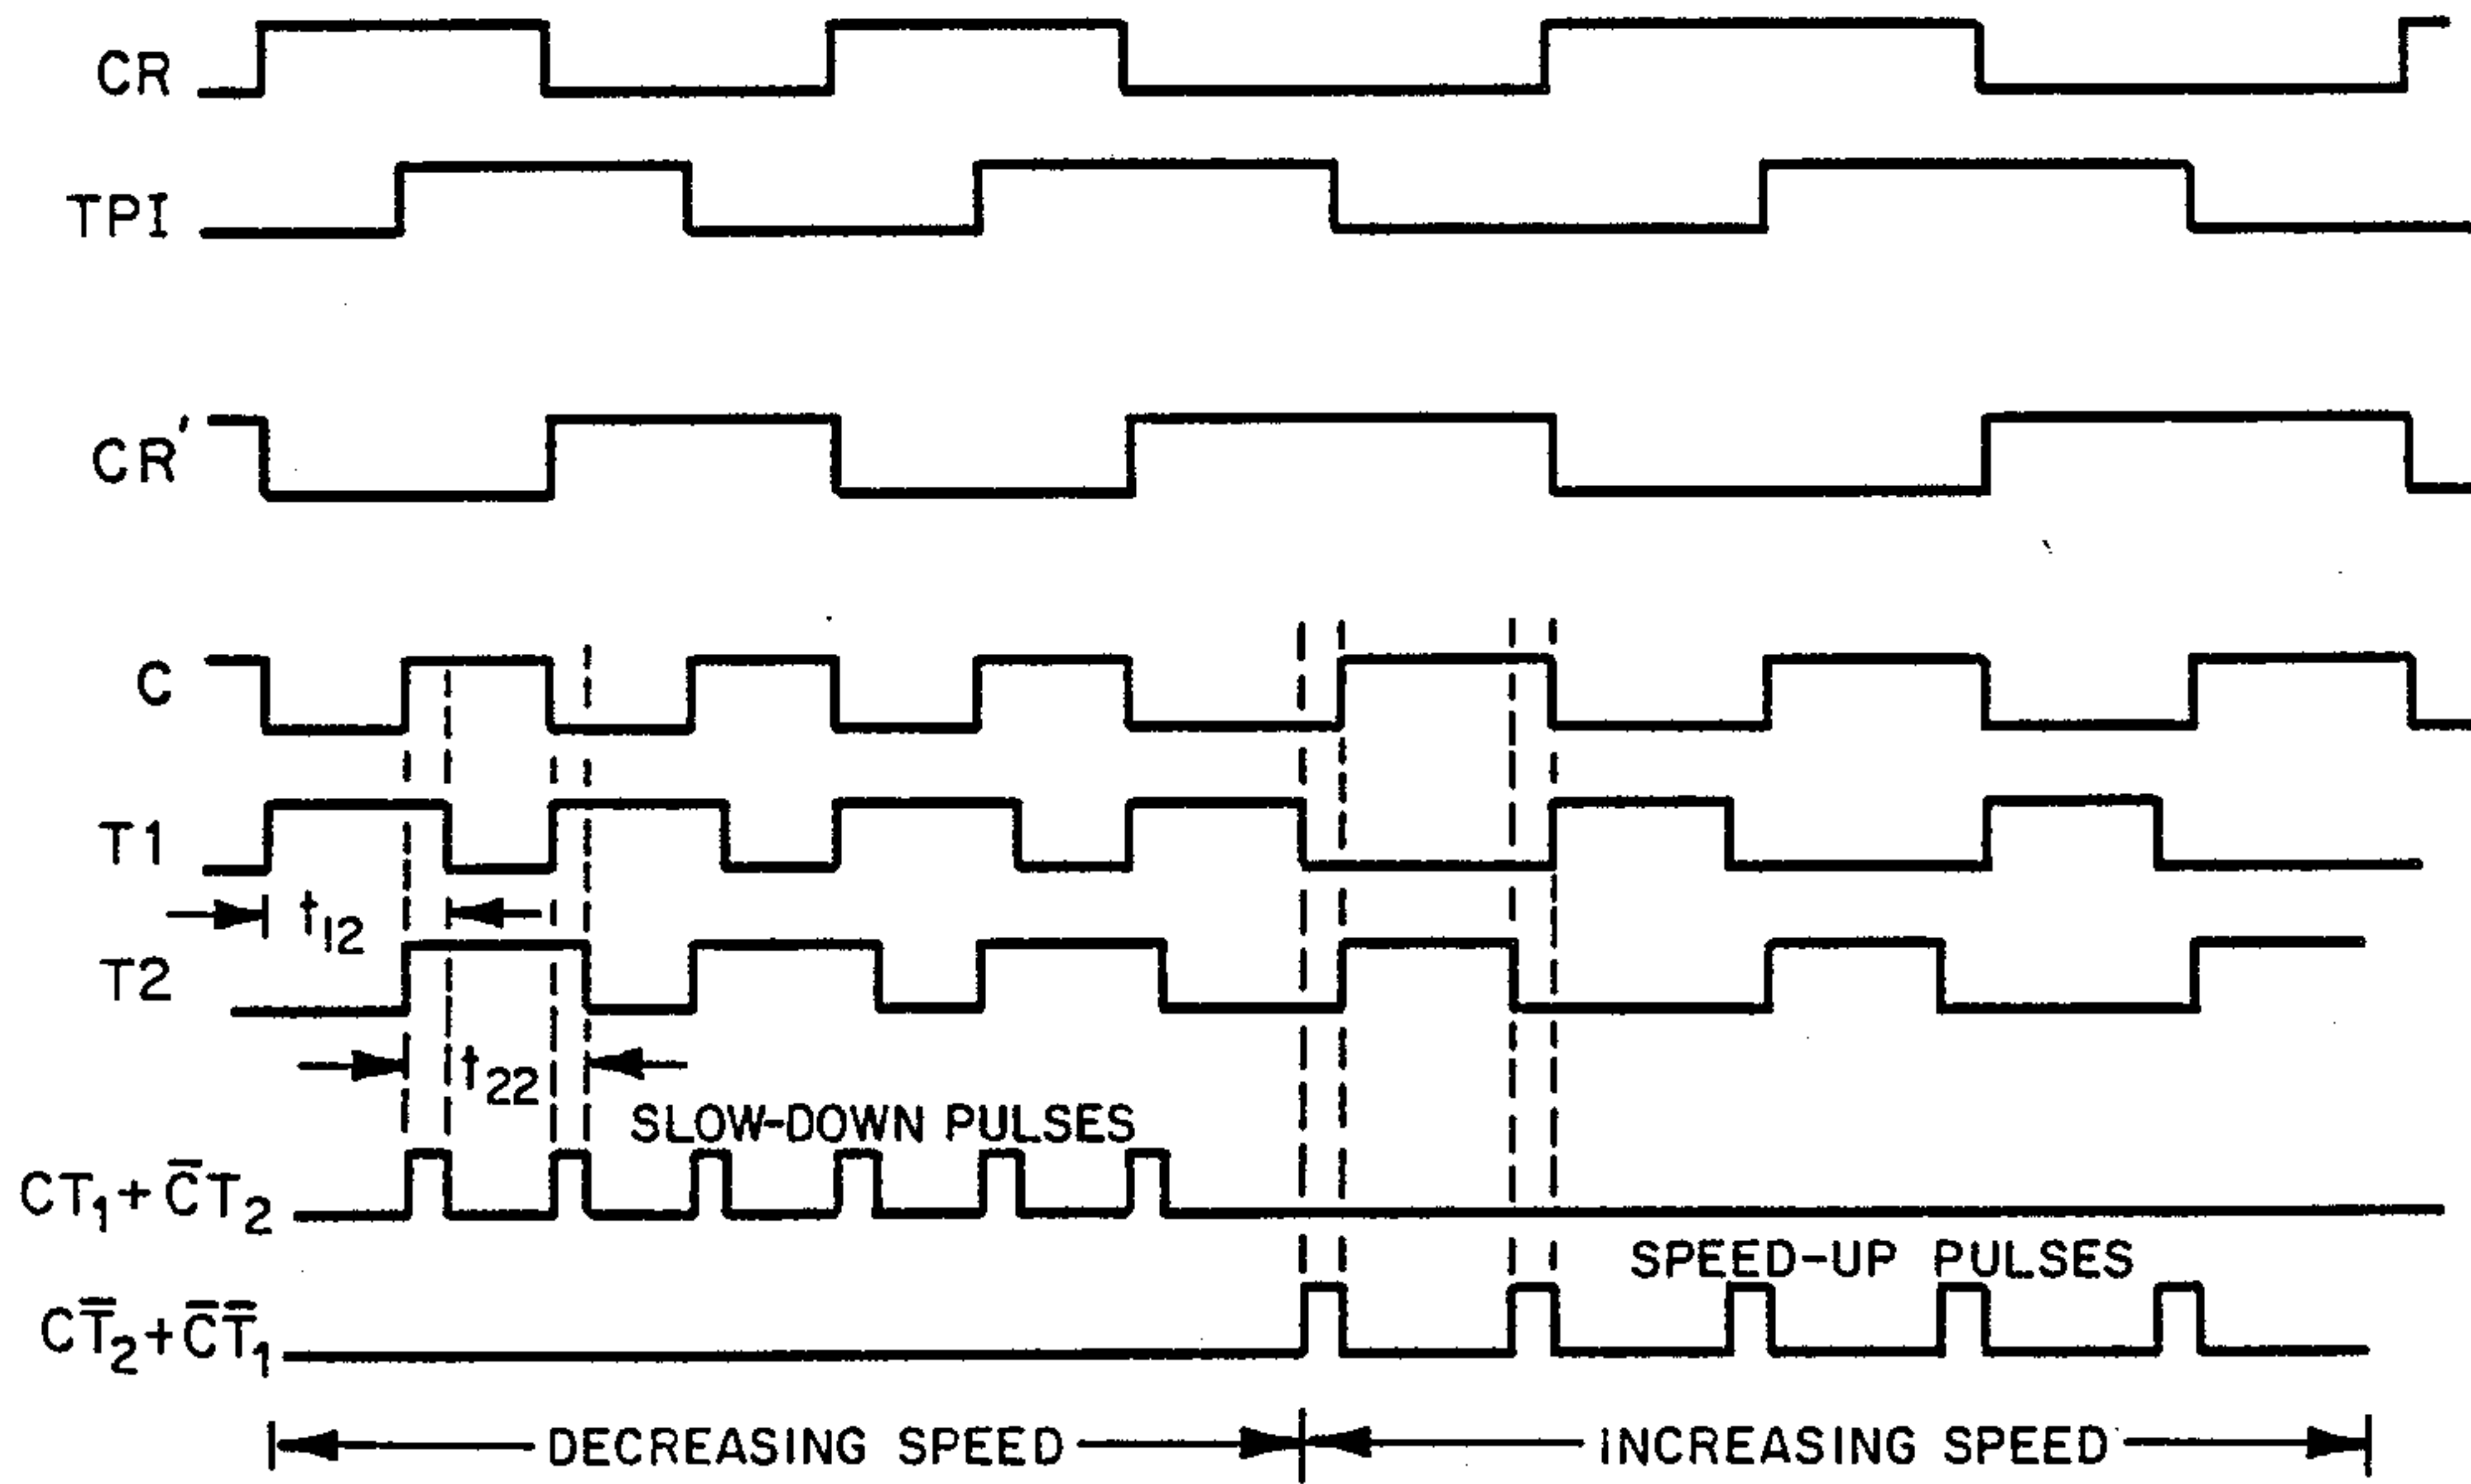 CR
TPI
CR'
C
T1
t₁₂
T2
t₂₂
SLOW-DOWN PULSES
CT₁+C̅T₂
SPEED-UP PULSES
CT̅₂+C̅T̅₁
DECREASING SPEED INCREASING SPEED